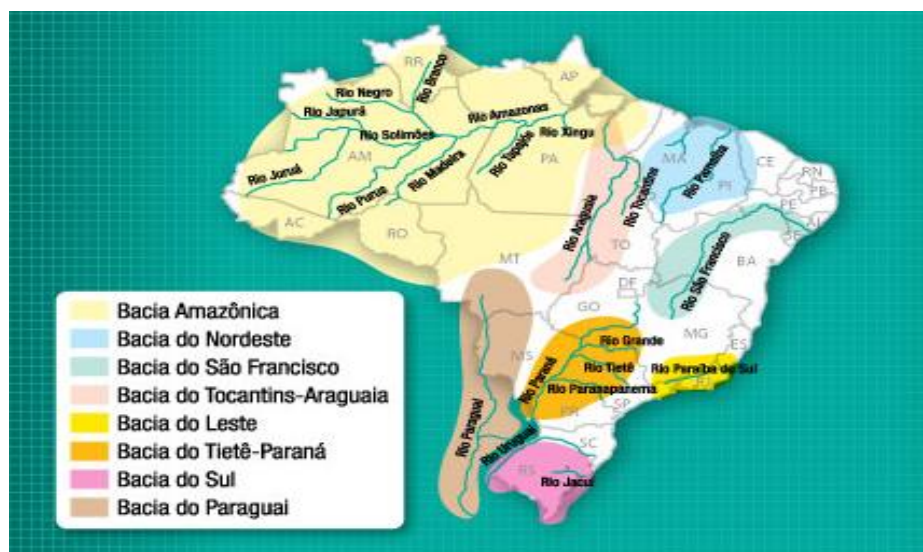 RR
AP
Rio Branco
Rio Negro
Rio Japurá
Rio Amazonas
Rio Solimões
Rio Xingu
AM
PA
Rio Tapajós
Rio Madeira
Rio Juruá
Rio Purus
MA
CE
RN
PB
PI
PE
AL
SE
Rio Parnaíba
Rio Tocantins
Rio Araguaia
AC
RO
TO
MT
BA
Rio São Francisco
DF
GO
MG
ES
MS
Rio Grande
Rio Paraíba do Sul
RJ
Rio Tietê
Rio Paraná
Rio Paranapanema
SP
PR
Rio Paraguai
Rio Uruguai
SC
RS
Rio Jacuí
Bacia Amazônica
Bacia do Nordeste
Bacia do São Francisco
Bacia do Tocantins-Araguaia
Bacia do Leste
Bacia do Tietê-Paraná
Bacia do Sul
Bacia do Paraguai